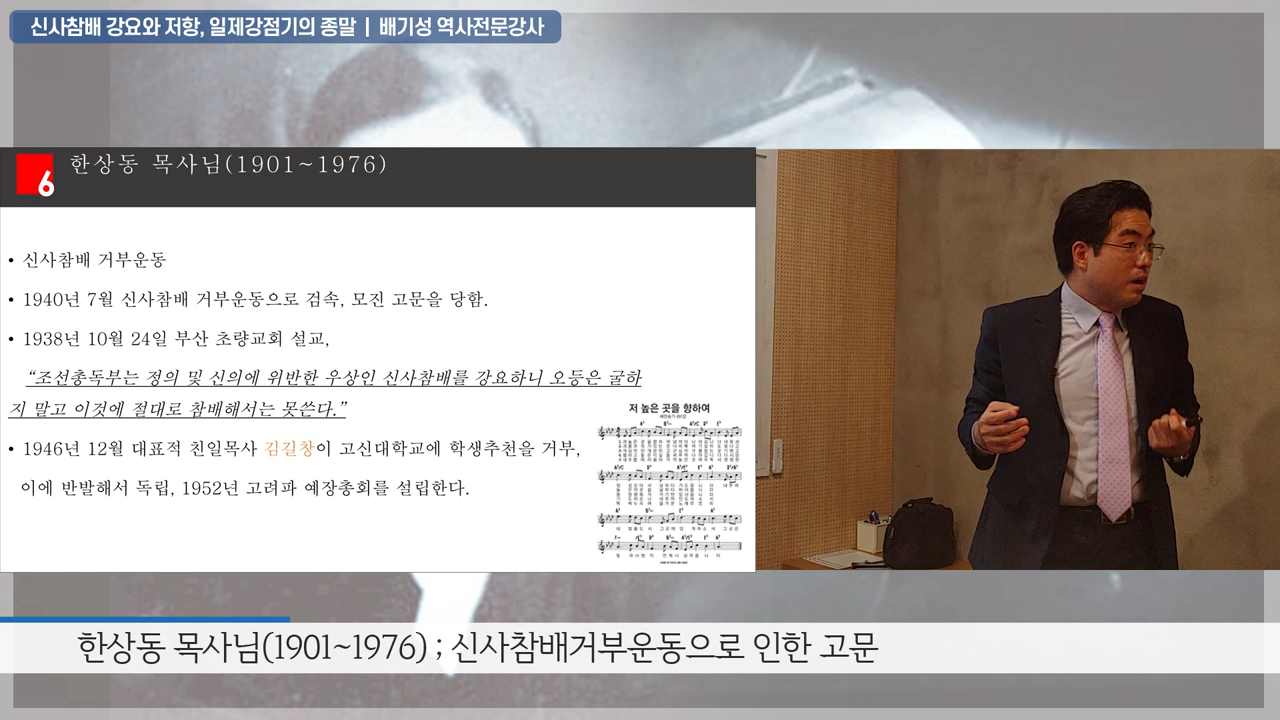 신사참배 강요와 저항, 일제강점기의 종말 | 배기성 역사전문강사
6
한상동 목사님(1901~1976)
• 신사참배 거부운동
• 1940년 7월 신사참배 거부운동으로 검속, 모진 고문을 당함.
• 1938년 10월 24일 부산 초량교회 설교,
“조선총독부는 정의 및 신의에 위반한 우상인 신사참배를 강요하니 오등은 굴하
지 말고 이것에 절대로 참배해서는 못쓴다.”
• 1946년 12월 대표적 친일목사 김길창이 고신대학교에 학생추천을 거부,
이에 반발해서 독립, 1952년 고려파 예장총회를 설립한다.
저 높은 곳을 향하여
한상동 목사님(1901~1976) ; 신사참배거부운동으로 인한 고문